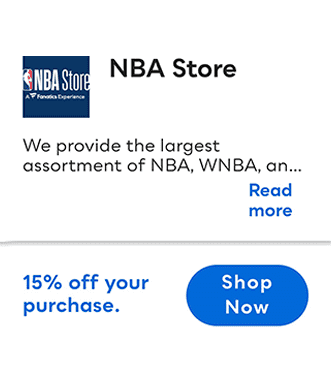 NBA Store
NBA Store
A Fanatics Experience
We provide the largest
assortment of NBA, WNBA, an...
Read
more
15% off your
purchase.
Shop
Now